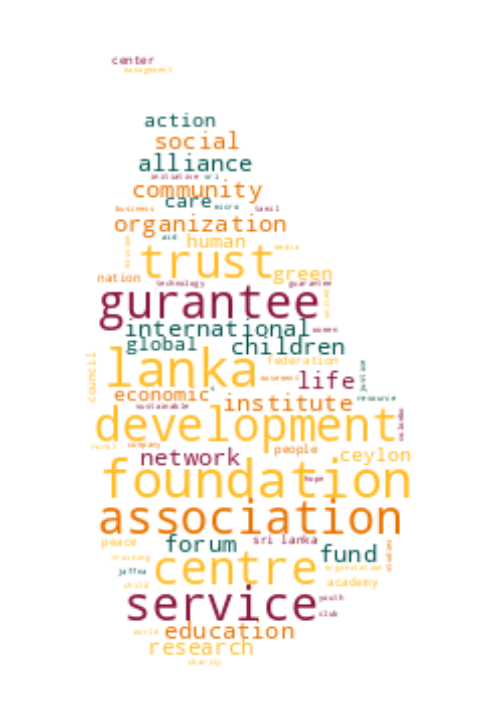 center
management
action
social
alliance
initiative sri
community
care
micro
business
tamil
organization
aid
human
media
trust
green
nation
technology
guarantee
gurantee
international
women
global
children
federation
lanka
council
movement
life
justice
economic
resource
sustainable
institute
development
colombo
rural
company
people
network
ceylon
hope
foundation
association
peace
forum
sri lanka
fund
training
centre
organisation
jaffna
child
academy
service
youth
club
world
education
research
charity